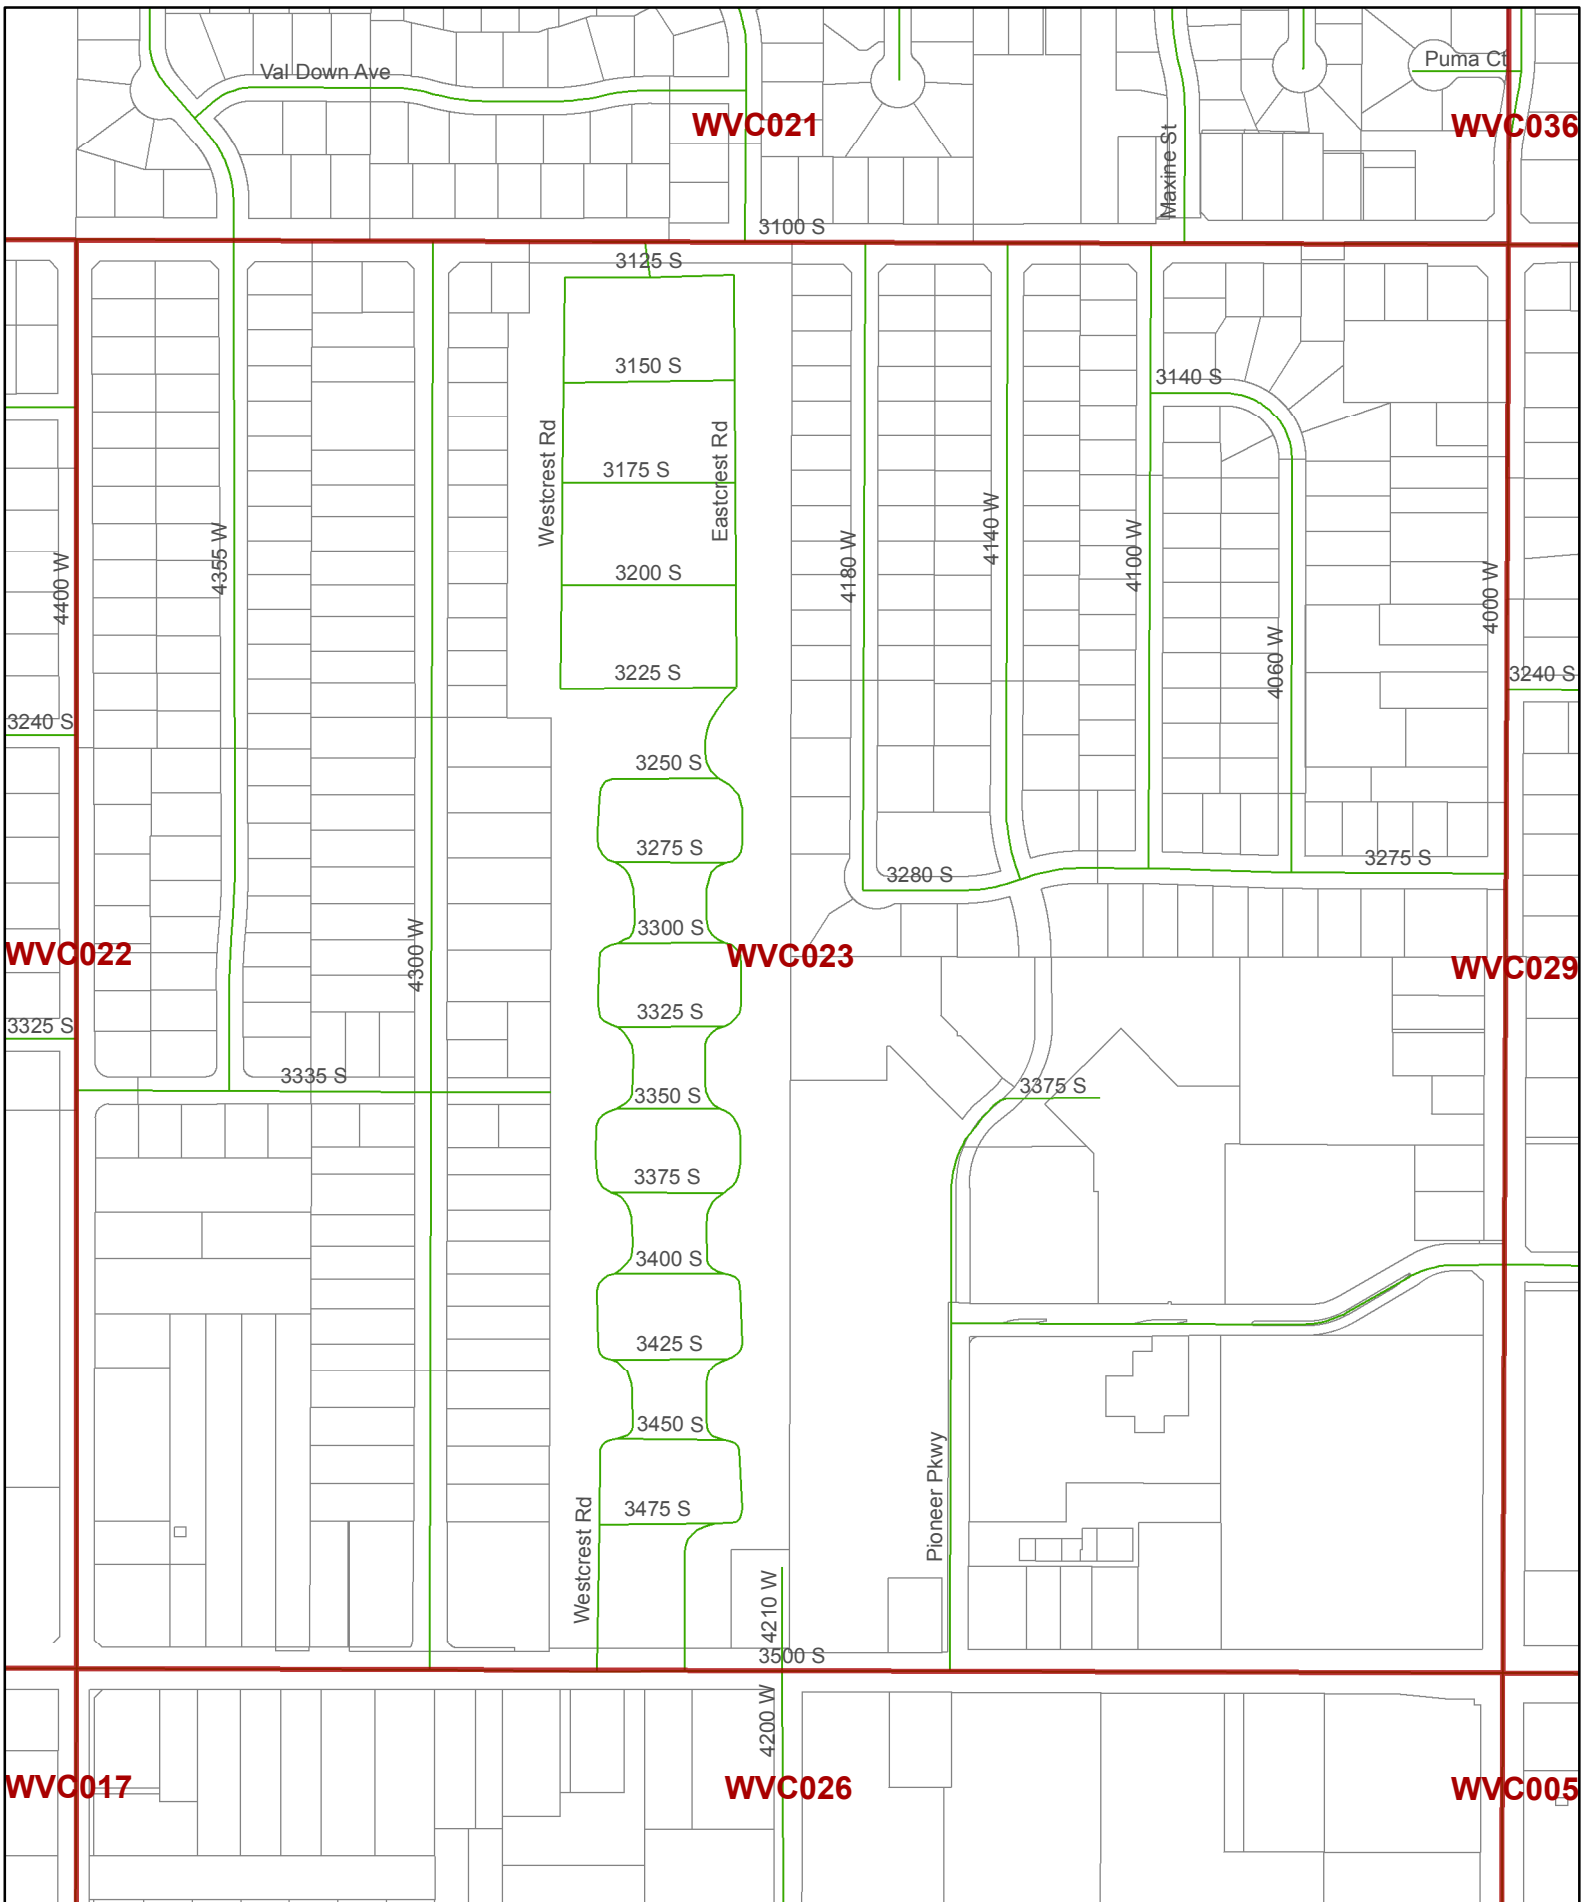 Val Down Ave
Puma Ct
WVC021
WVC036
Maxine St
3100 S
3125 S
3150 S
3140 S
Westcrest Rd
Eastcrest Rd
3175 S
4355 W
4400 W
4180 W
4140 W
4100 W
4000 W
3200 S
4060 W
3225 S
3240 S
3240 S
3250 S
3275 S
3275 S
3280 S
3300 S
4300 W
WVC022
WVC023
WVC029
3325 S
3325 S
3335 S
3375 S
3350 S
3375 S
3400 S
3425 S
3450 S
Pioneer Pkwy
3475 S
Westcrest Rd
4210 W
3500 S
4200 W
WVC017
WVC026
WVC005